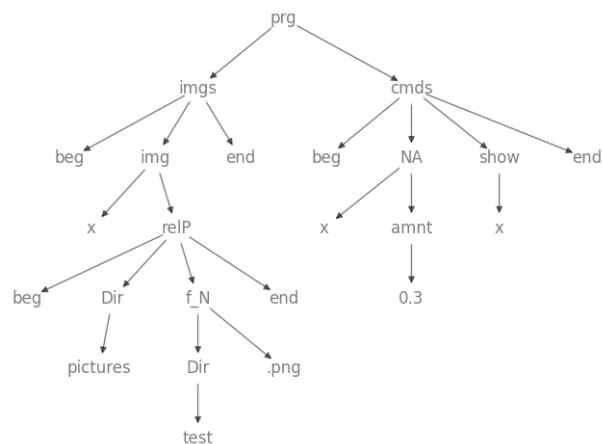 prg
imgs cmds
beg img end beg NA show end
x relP x amnt x
beg Dir f_N end 0.3
pictures Dir .png
test